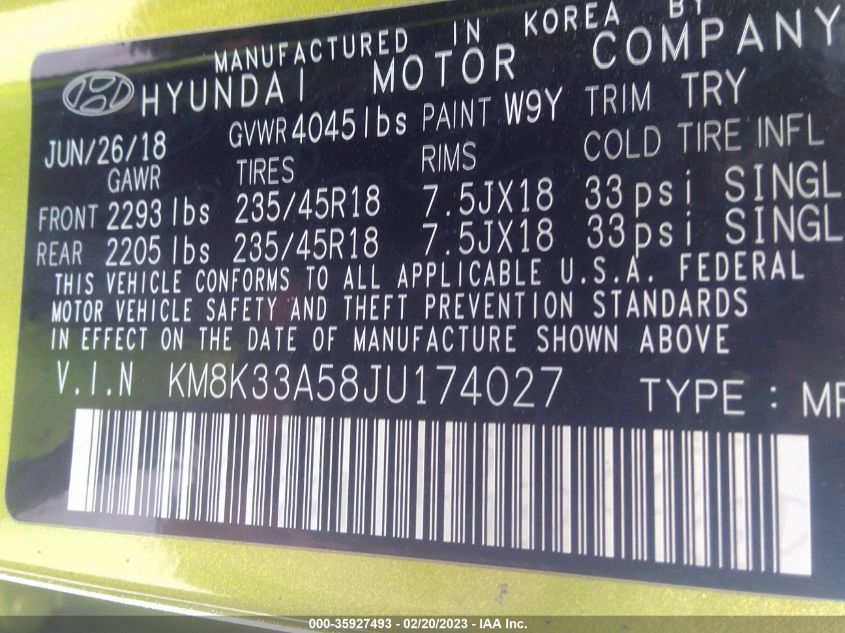 MANUFACTURED IN KOREA BY
HYUNDAI MOTOR COMPANY
JUN/26/18 GVWR 4045 lbs PAINT W9Y TRIM TRY
GAWR TIRES RIMS COLD TIRE INFL
FRONT 2293 lbs 235/45R18 7.5JX18 33 psi SINGL
REAR 2205 lbs 235/45R18 7.5JX18 33 psi SINGL
THIS VEHICLE CONFORMS TO ALL APPLICABLE U.S.A. FEDERAL
MOTOR VEHICLE SAFETY AND THEFT PREVENTION STANDARDS
IN EFFECT ON THE DATE OF MANUFACTURE SHOWN ABOVE
V.I.N KM8K33A58JU174027 TYPE : MP
000-35927493 - 02/20/2023 - IAA Inc.